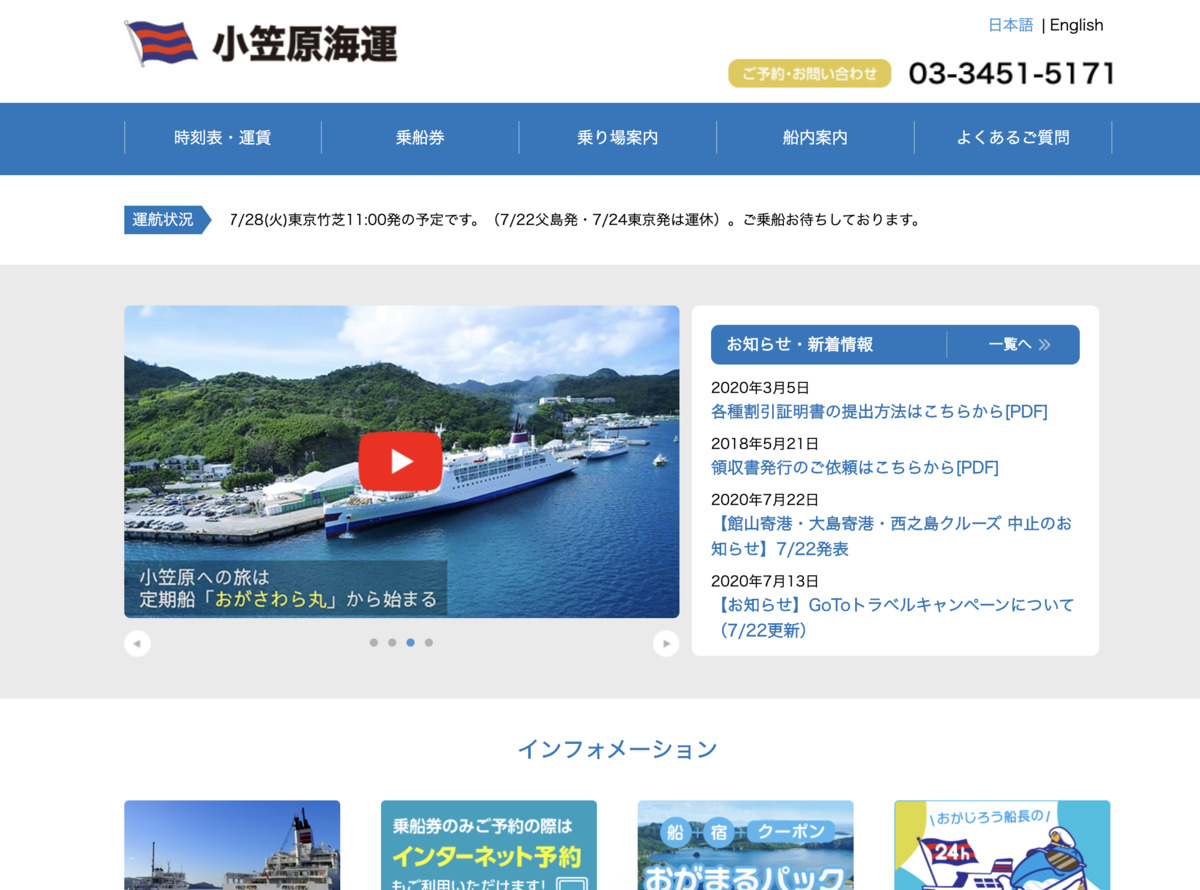 小笠原海運
日本語 | English
ご予約・お問い合わせ 03-3451-5171
時刻表・運賃
乗船券
乗り場案内
船内案内
よくあるご質問
運航状況
7/28(火)東京竹芝11:00発の予定です。（7/22父島発・7/24東京発は運休）。ご乗船お待ちしております。
小笠原への旅は
定期船「おがさわら丸」から始まる
お知らせ・新着情報
一覧へ
2020年3月5日
各種割引証明書の提出方法はこちらから[PDF]
2018年5月21日
領収書発行のご依頼はこちらから[PDF]
2020年7月22日
【館山寄港・大島寄港・西之島クルーズ 中止のお
知らせ】7/22発表
2020年7月13日
【お知らせ】GoToトラベルキャンペーンについて
（7/22更新）
インフォメーション
乗船券のみご予約の際は
インターネット予約
もご利用いただけます!
船 宿 クーポン
おがまるパック
\おがじろう船長の/
24h